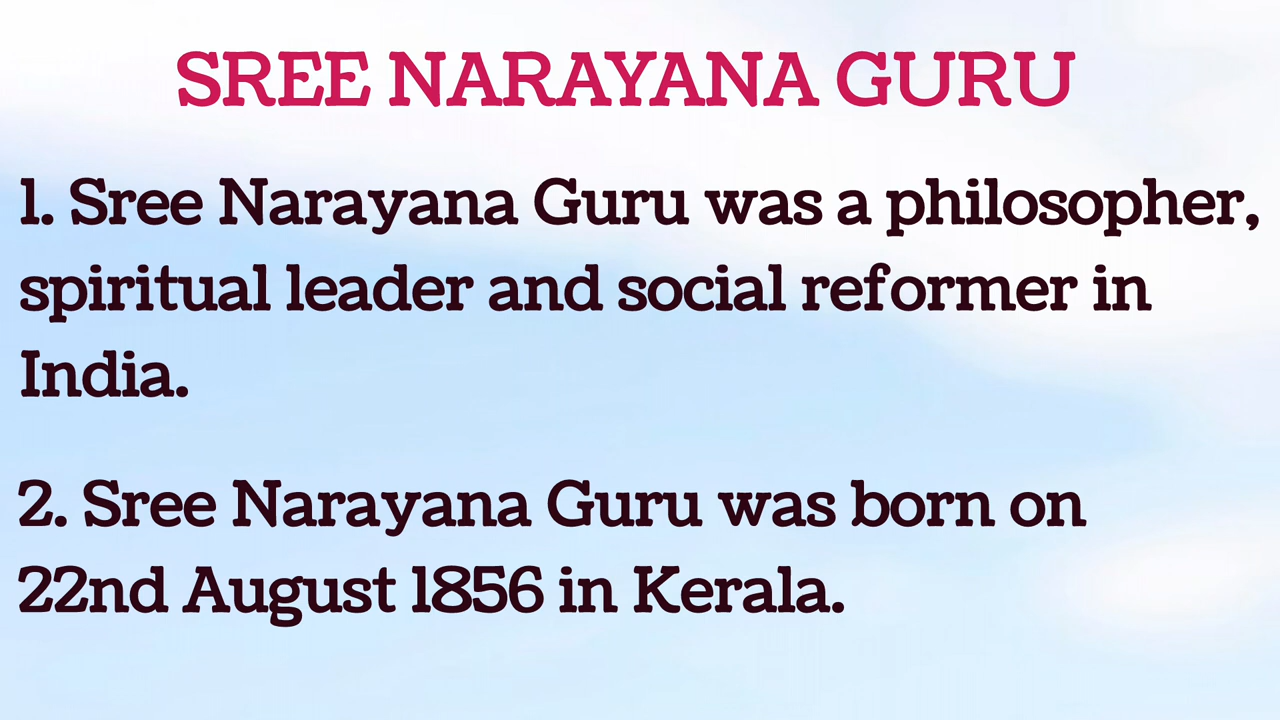 SREE NARAYANA GURU
1. Sree Narayana Guru was a philosopher,
spiritual leader and social reformer in
India.
2. Sree Narayana Guru was born on
22nd August 1856 in Kerala.